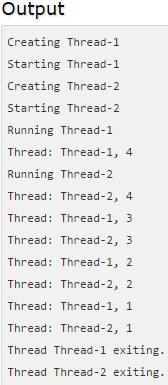 Output
Creating Thread-1
Starting Thread-1
Creating Thread-2
Starting Thread-2
Running Thread-1
Thread: Thread-1, 4
Running Thread-2
Thread: Thread-2, 4
Thread: Thread-1, 3
Thread: Thread-2, 3
Thread: Thread-1, 2
Thread: Thread-2, 2
Thread: Thread-1, 1
Thread: Thread-2, 1
Thread Thread-1 exiting.
Thread Thread-2 exiting.